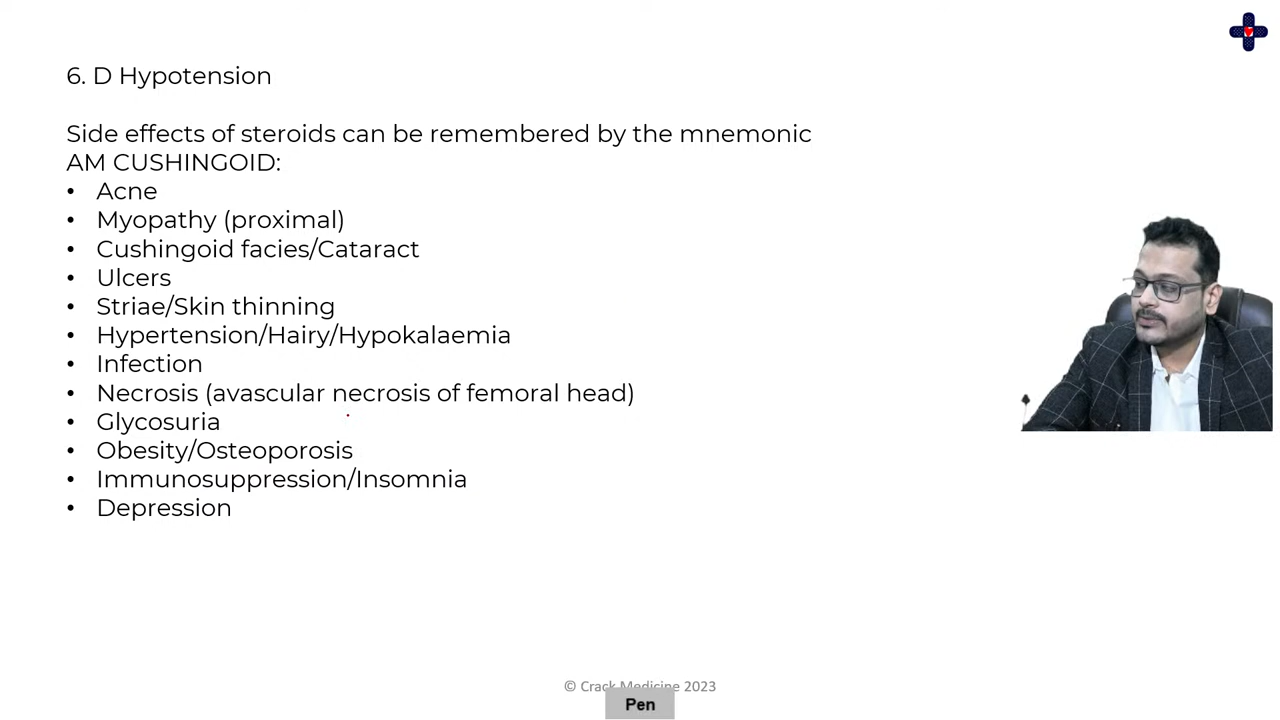 6. D Hypotension
Side effects of steroids can be remembered by the mnemonic
AM CUSHINGOID:
• Acne
• Myopathy (proximal)
• Cushingoid facies/Cataract
• Ulcers
• Striae/Skin thinning
• Hypertension/Hairy/Hypokalaemia
• Infection
• Necrosis (avascular necrosis of femoral head)
• Glycosuria
• Obesity/Osteoporosis
• Immunosuppression/Insomnia
• Depression
© Crack Medicine 2023
Pen